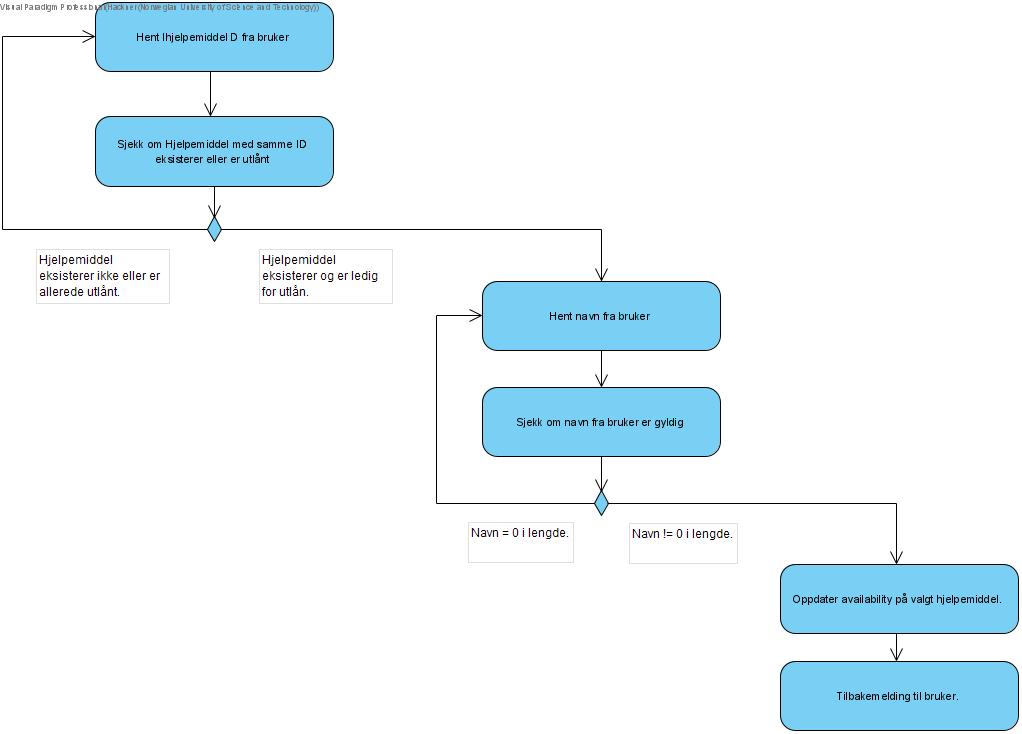 Visual Paradigm Professional(Hackner(Norwegian University of Science and Technology))
Hent Ihjelpemiddel D fra bruker
Sjekk om Hjelpemiddel med samme ID
eksisterer eller er utlånt
Hjelpemiddel
eksisterer ikke eller er
allerede utlånt.
Hjelpemiddel
eksisterer og er ledig
for utlån.
Hent navn fra bruker
Sjekk om navn fra bruker er gyldig
Navn = 0 i lengde.
Navn != 0 i lengde.
Oppdater availability på valgt hjelpemiddel.
Tilbakemelding til bruker.